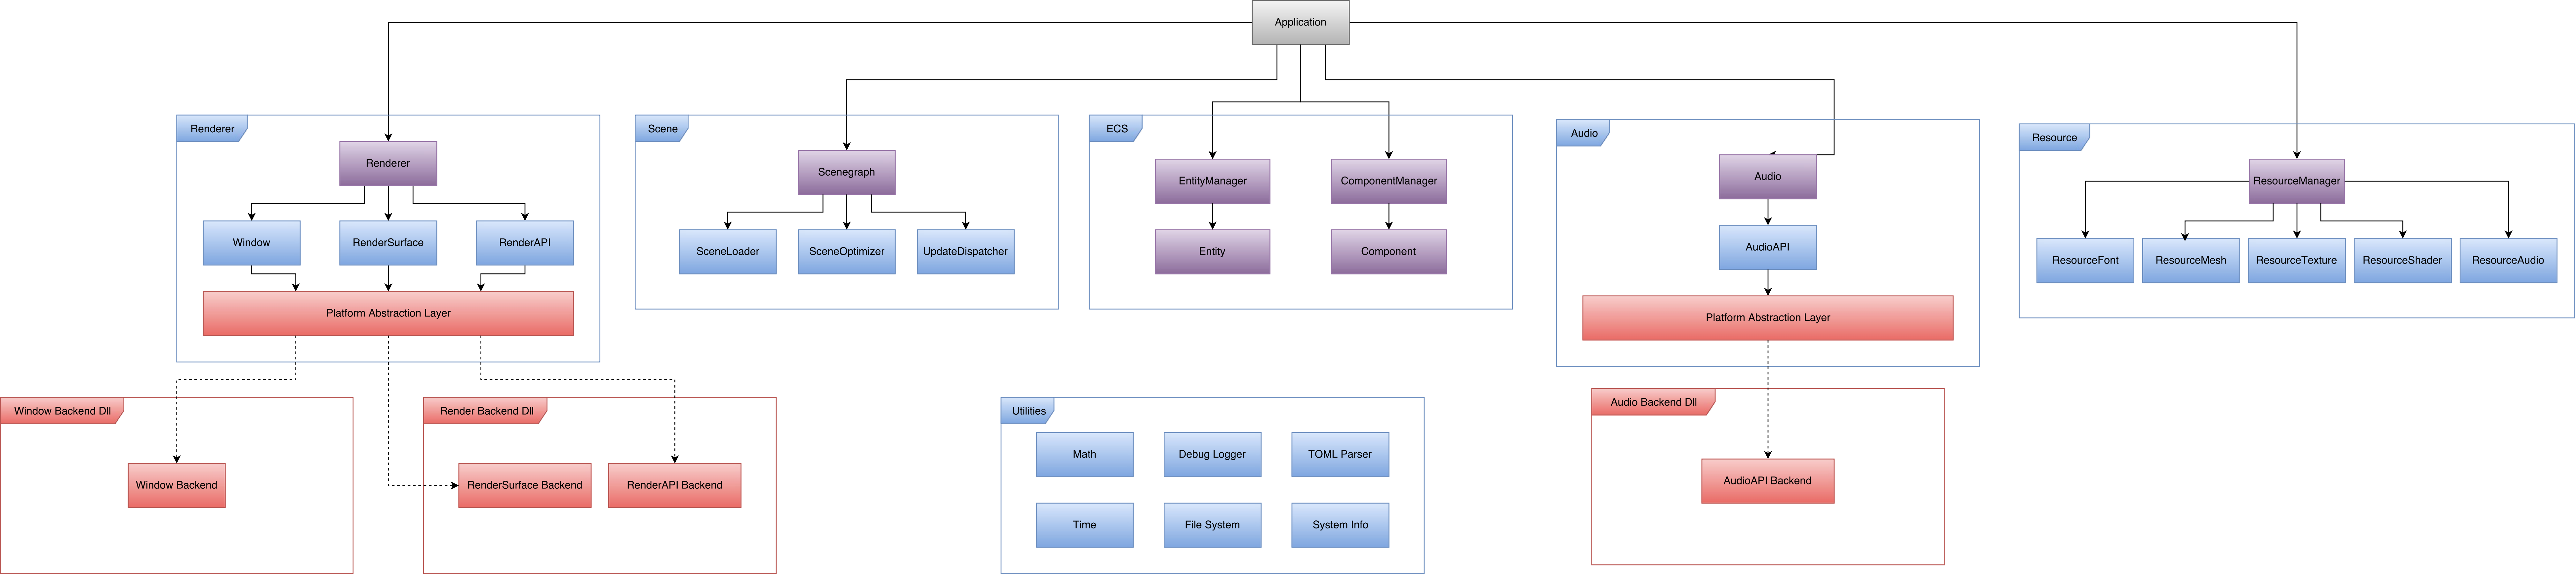 Application
Renderer
Renderer
Window
RenderSurface
RenderAPI
Platform Abstraction Layer
Scene
Scenegraph
SceneLoader
SceneOptimizer
UpdateDispatcher
ECS
EntityManager
ComponentManager
Entity
Component
Audio
Audio
AudioAPI
Platform Abstraction Layer
Resource
ResourceManager
ResourceFont
ResourceMesh
ResourceTexture
ResourceShader
ResourceAudio
Window Backend Dll
Window Backend
Render Backend Dll
RenderSurface Backend
RenderAPI Backend
Utilities
Math
Debug Logger
TOML Parser
Time
File System
System Info
Audio Backend Dll
AudioAPI Backend